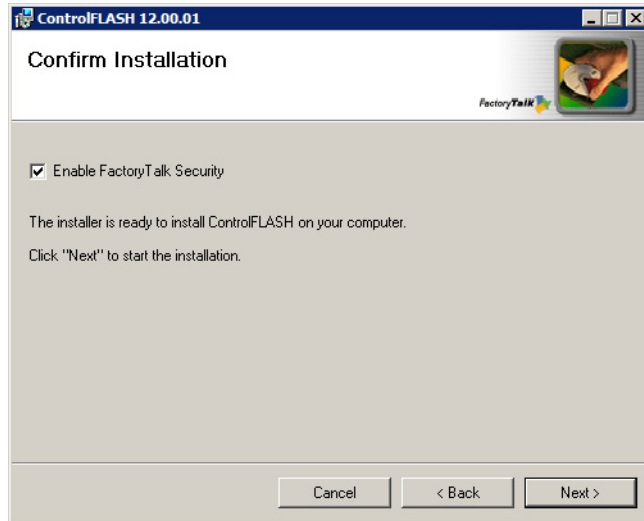 ControlFLASH 12.00.01
Confirm Installation
FactoryTalk
Enable FactoryTalk Security
The installer is ready to install ControlFLASH on your computer.
Click "Next" to start the installation.
Cancel
< Back
Next >